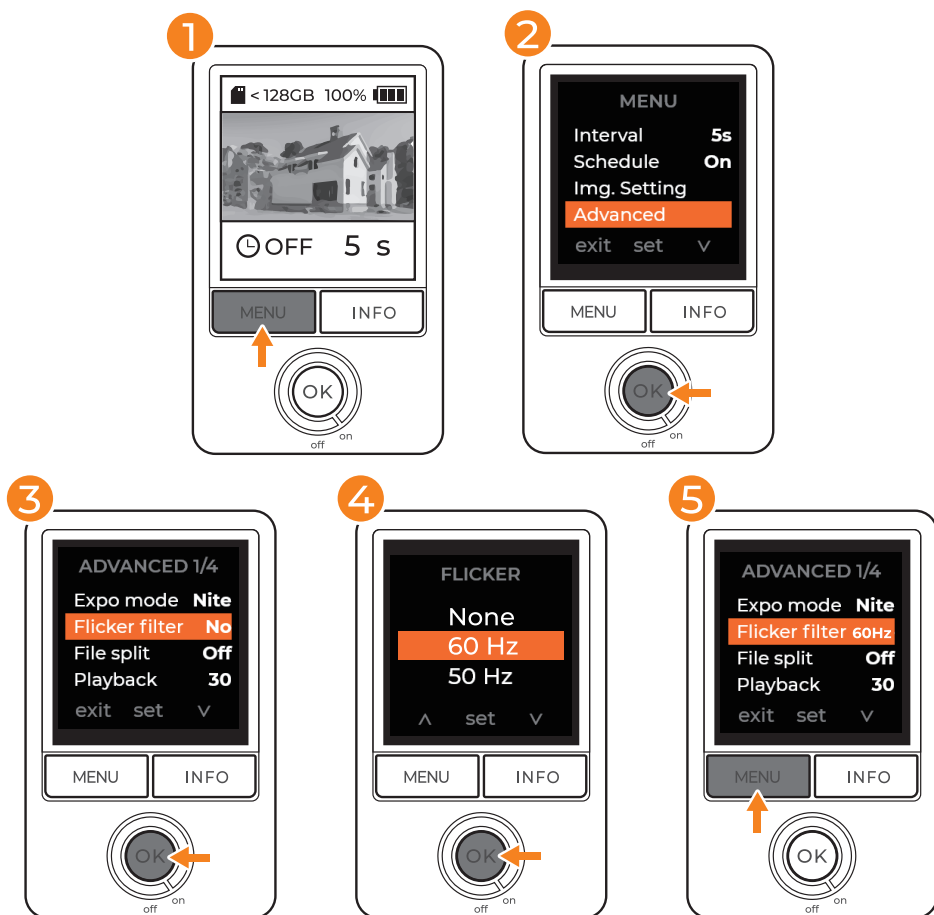 1
< 128GB 100%
OFF 5 s
MENU INFO
OK
off on
2
MENU
Interval 5s
Schedule On
Img. Setting
Advanced
exit set v
MENU INFO
OK
off on
3
ADVANCED 1/4
Expo mode Nite
Flicker filter No
File split Off
Playback 30
exit set v
MENU INFO
OK
off on
4
FLICKER
None
60 Hz
50 Hz
∧ set v
MENU INFO
OK
off on
5
ADVANCED 1/4
Expo mode Nite
Flicker filter 60Hz
File split Off
Playback 30
exit set v
MENU INFO
OK
off on